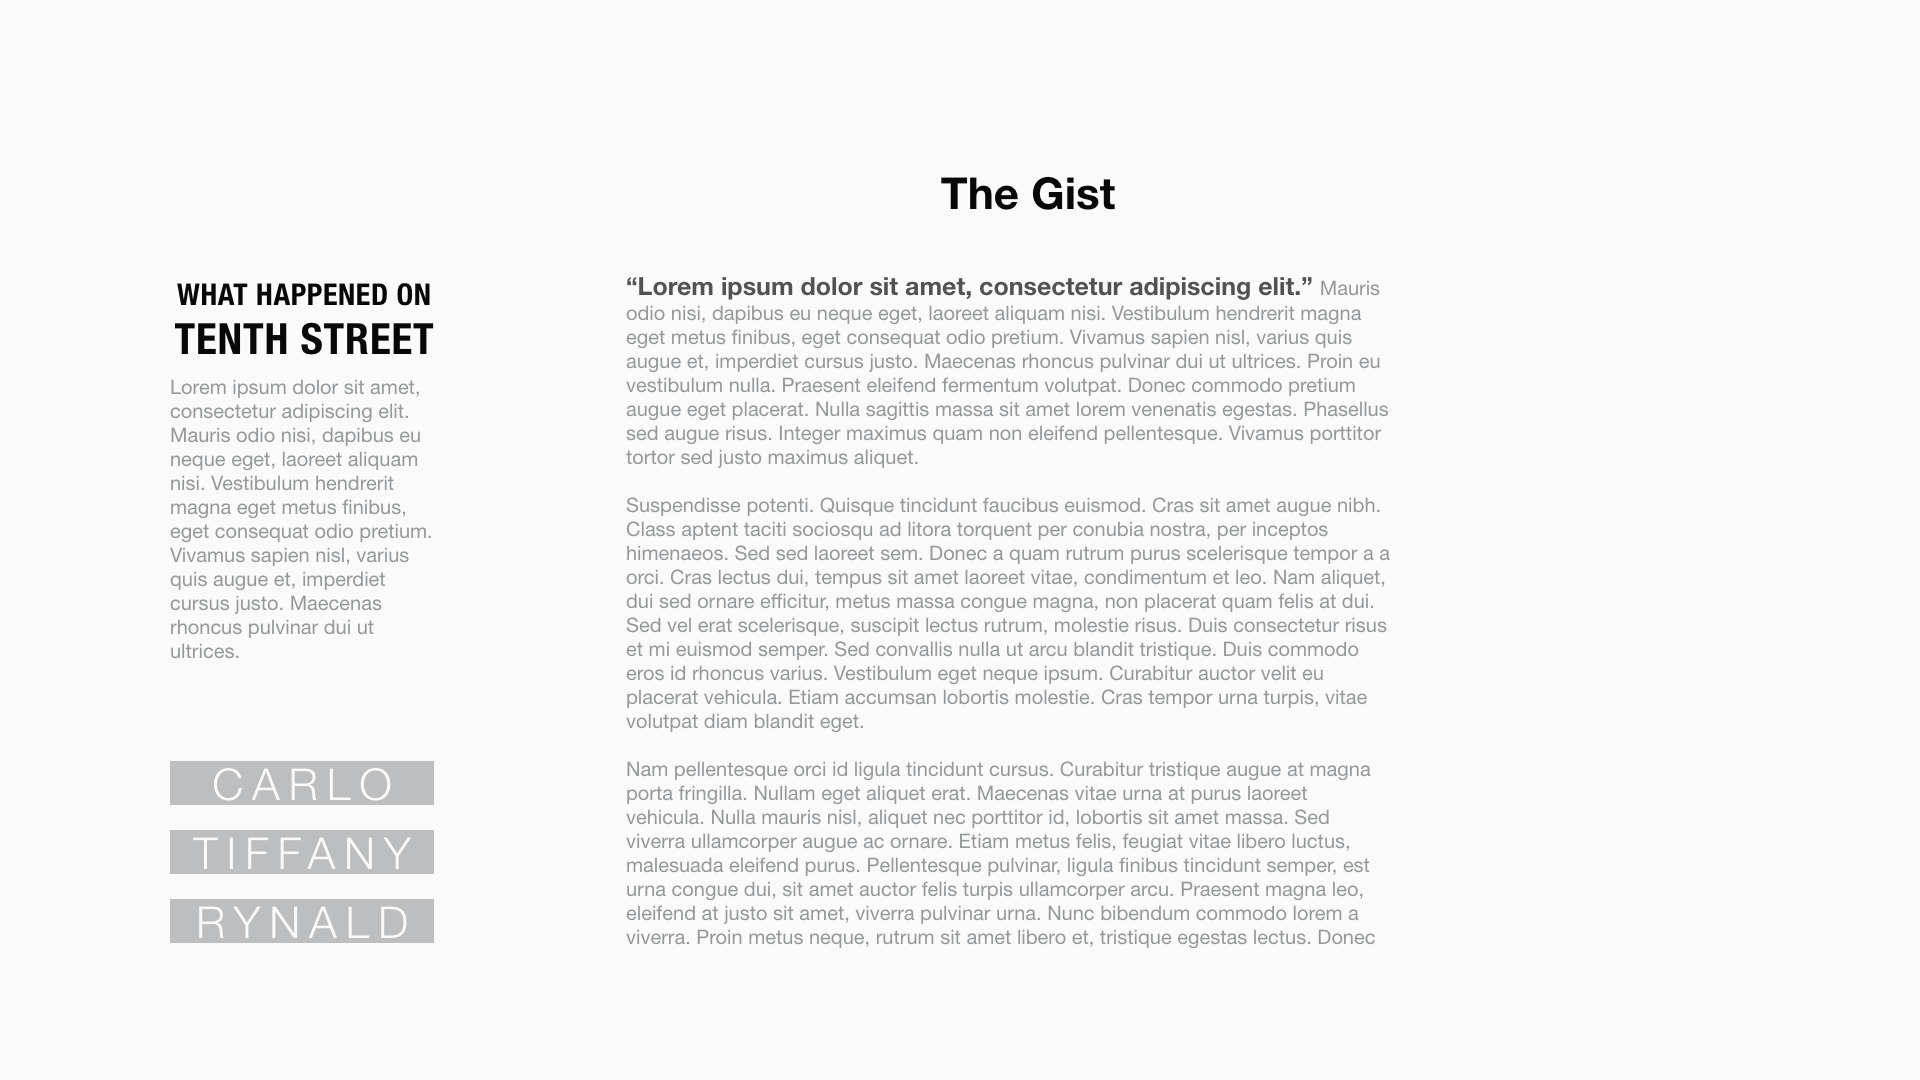 The Gist
WHAT HAPPENED ON
TENTH STREET
Lorem ipsum dolor sit amet,
consectetur adipiscing elit.
Mauris odio nisi, dapibus eu
neque eget, laoreet aliquam
nisi. Vestibulum hendrerit
magna eget metus finibus,
eget consequat odio pretium.
Vivamus sapien nisl, varius
quis augue et, imperdiet
cursus justo. Maecenas
rhoncus pulvinar dui ut
ultrices.
CARLO
TIFFANY
RYNALD
“Lorem ipsum dolor sit amet, consectetur adipiscing elit.” Mauris
odio nisi, dapibus eu neque eget, laoreet aliquam nisi. Vestibulum hendrerit magna
eget metus finibus, eget consequat odio pretium. Vivamus sapien nisl, varius quis
augue et, imperdiet cursus justo. Maecenas rhoncus pulvinar dui ut ultrices. Proin eu
vestibulum nulla. Praesent eleifend fermentum volutpat. Donec commodo pretium
augue eget placerat. Nulla sagittis massa sit amet lorem venenatis egestas. Phasellus
sed augue risus. Integer maximus quam non eleifend pellentesque. Vivamus porttitor
tortor sed justo maximus aliquet.
Suspendisse potenti. Quisque tincidunt faucibus euismod. Cras sit amet augue nibh.
Class aptent taciti sociosqu ad litora torquent per conubia nostra, per inceptos
himenaeos. Sed sed laoreet sem. Donec a quam rutrum purus scelerisque tempor a a
orci. Cras lectus dui, tempus sit amet laoreet vitae, condimentum et leo. Nam aliquet,
dui sed ornare efficitur, metus massa congue magna, non placerat quam felis at dui.
Sed vel erat scelerisque, suscipit lectus rutrum, molestie risus. Duis consectetur risus
et mi euismod semper. Sed convallis nulla ut arcu blandit tristique. Duis commodo
eros id rhoncus varius. Vestibulum eget neque ipsum. Curabitur auctor velit eu
placerat vehicula. Etiam accumsan lobortis molestie. Cras tempor urna turpis, vitae
volutpat diam blandit eget.
Nam pellentesque orci id ligula tincidunt cursus. Curabitur tristique augue at magna
porta fringilla. Nullam eget aliquet erat. Maecenas vitae urna at purus laoreet
vehicula. Nulla mauris nisl, aliquet nec porttitor id, lobortis sit amet massa. Sed
viverra ullamcorper augue ac ornare. Etiam metus felis, feugiat vitae libero luctus,
malesuada eleifend purus. Pellentesque pulvinar, ligula finibus tincidunt semper, est
urna congue dui, sit amet auctor felis turpis ullamcorper arcu. Praesent magna leo,
eleifend at justo sit amet, viverra pulvinar urna. Nunc bibendum commodo lorem a
viverra. Proin metus neque, rutrum sit amet libero et, tristique egestas lectus. Donec